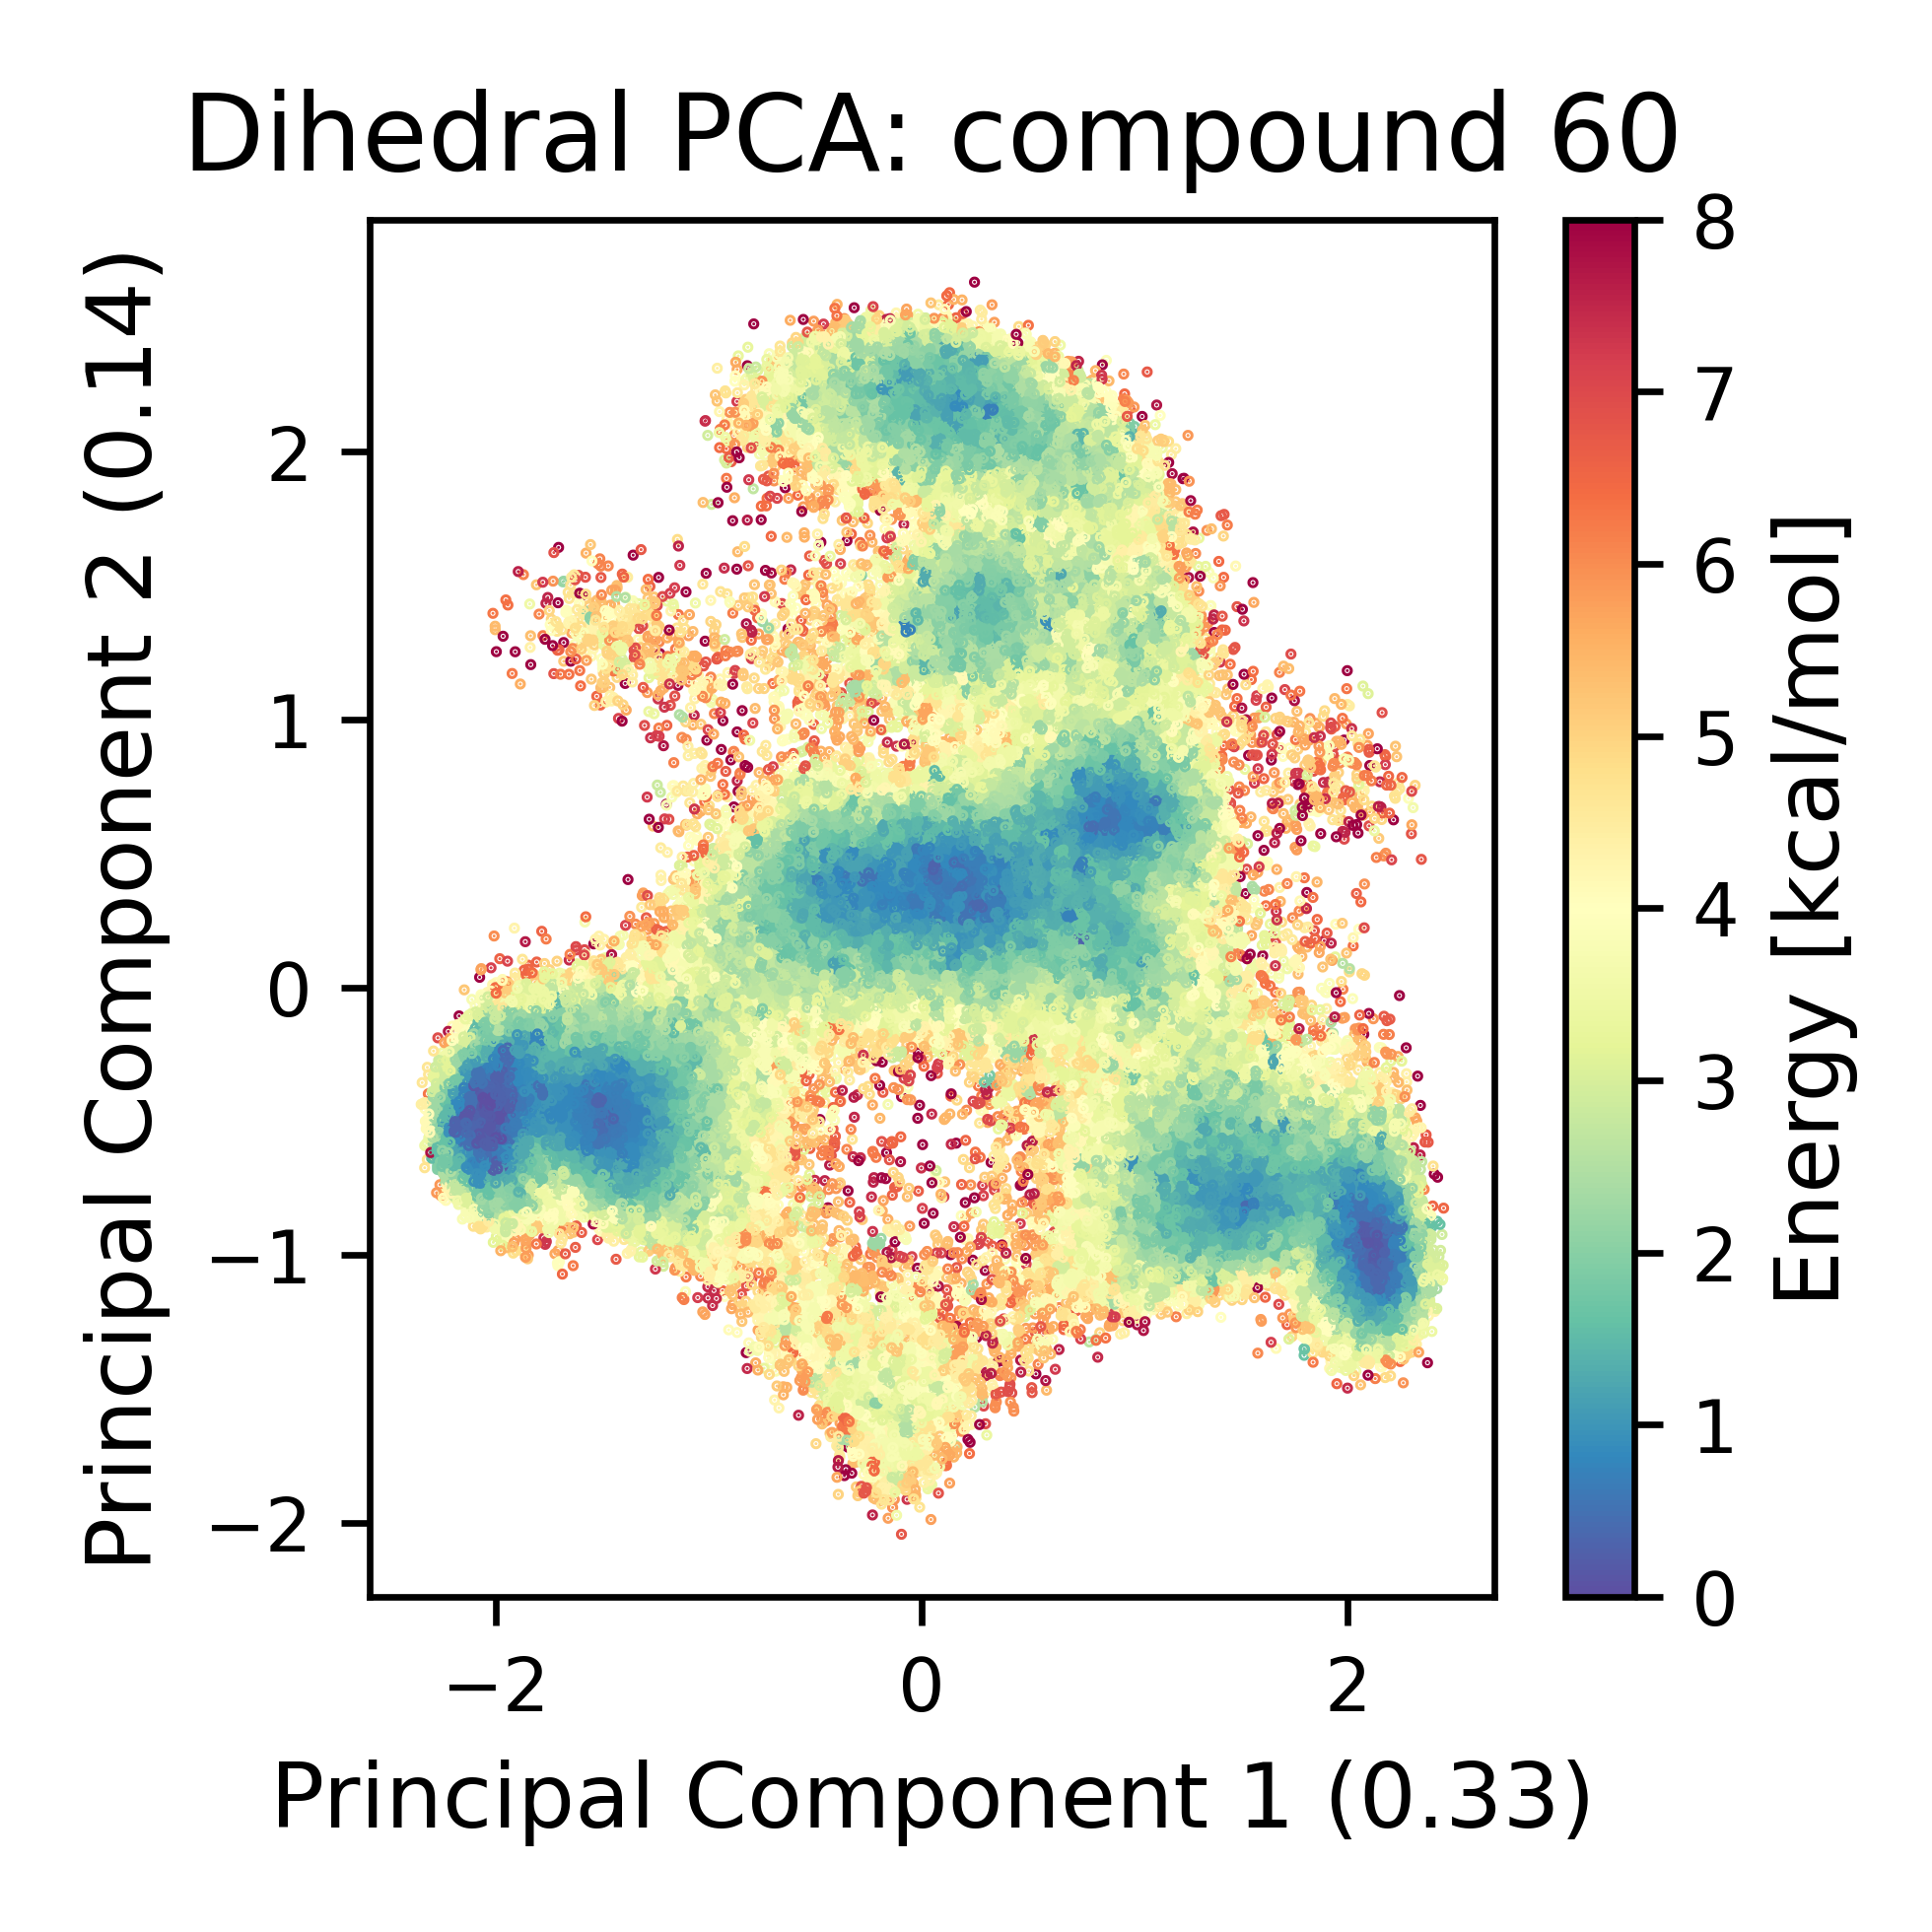 Dihedral PCA: compound 60
Principal Component 2 (0.14)
2
1
0
−1
−2
−2 0 2
Principal Component 1 (0.33)
8
7
6
5
4
3
2
1
0
Energy [kcal/mol]